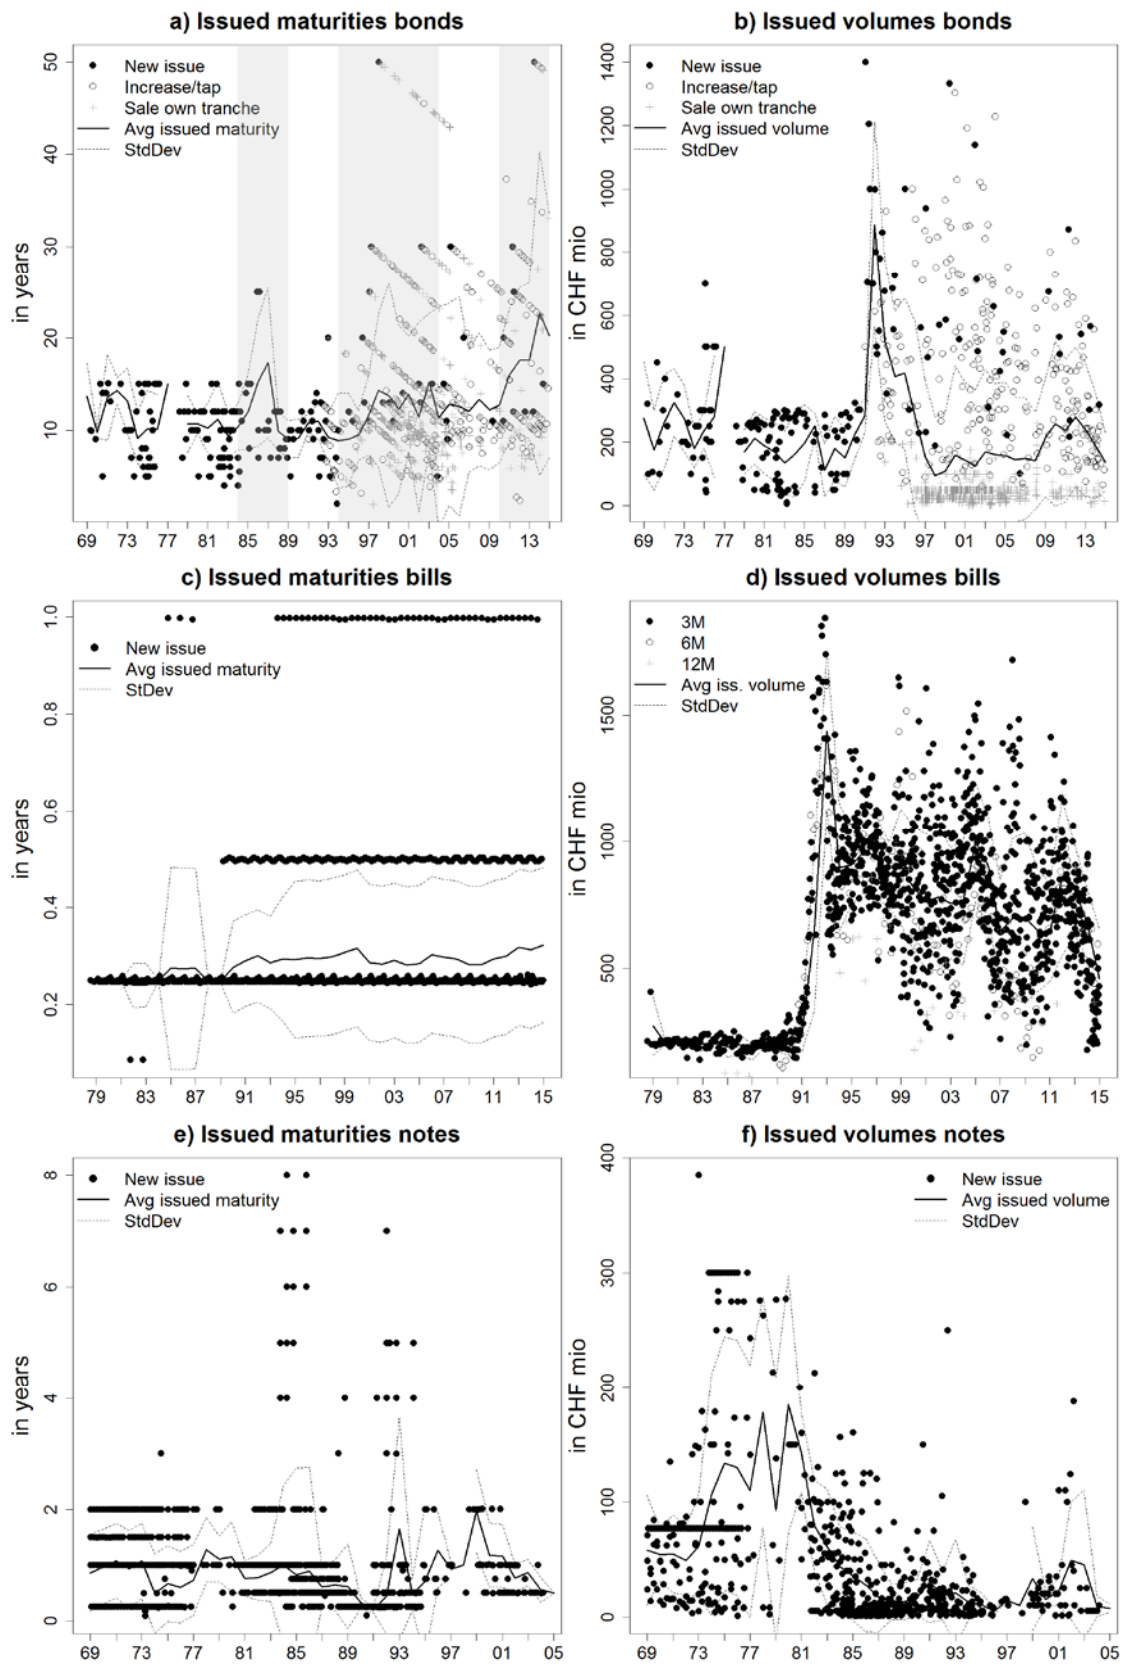 a) Issued maturities bonds
in years
50
40
30
20
10
New issue
Increase/tap
Sale own tranche
Avg issued maturity
StdDev
69 73 77 81 85 89 93 97 01 05 09 13
b) Issued volumes bonds
in CHF mio
1400
1200
1000
800
600
400
200
0
New issue
Increase/tap
Sale own tranche
Avg issued volume
StdDev
69 73 77 81 85 89 93 97 01 05 09 13
c) Issued maturities bills
in years
1.0
0.8
0.6
0.4
0.2
New issue
Avg issued maturity
StDev
79 83 87 91 95 99 03 07 11 15
d) Issued volumes bills
in CHF mio
1500
1000
500
3M
6M
12M
Avg iss. volume
StdDev
79 83 87 91 95 99 03 07 11 15
e) Issued maturities notes
in years
8
6
4
2
0
New issue
Avg issued maturity
StdDev
69 73 77 81 85 89 93 97 01 05
f) Issued volumes notes
in CHF mio
400
300
200
100
0
New issue
Avg issued volume
StdDev
69 73 77 81 85 89 93 97 01 05